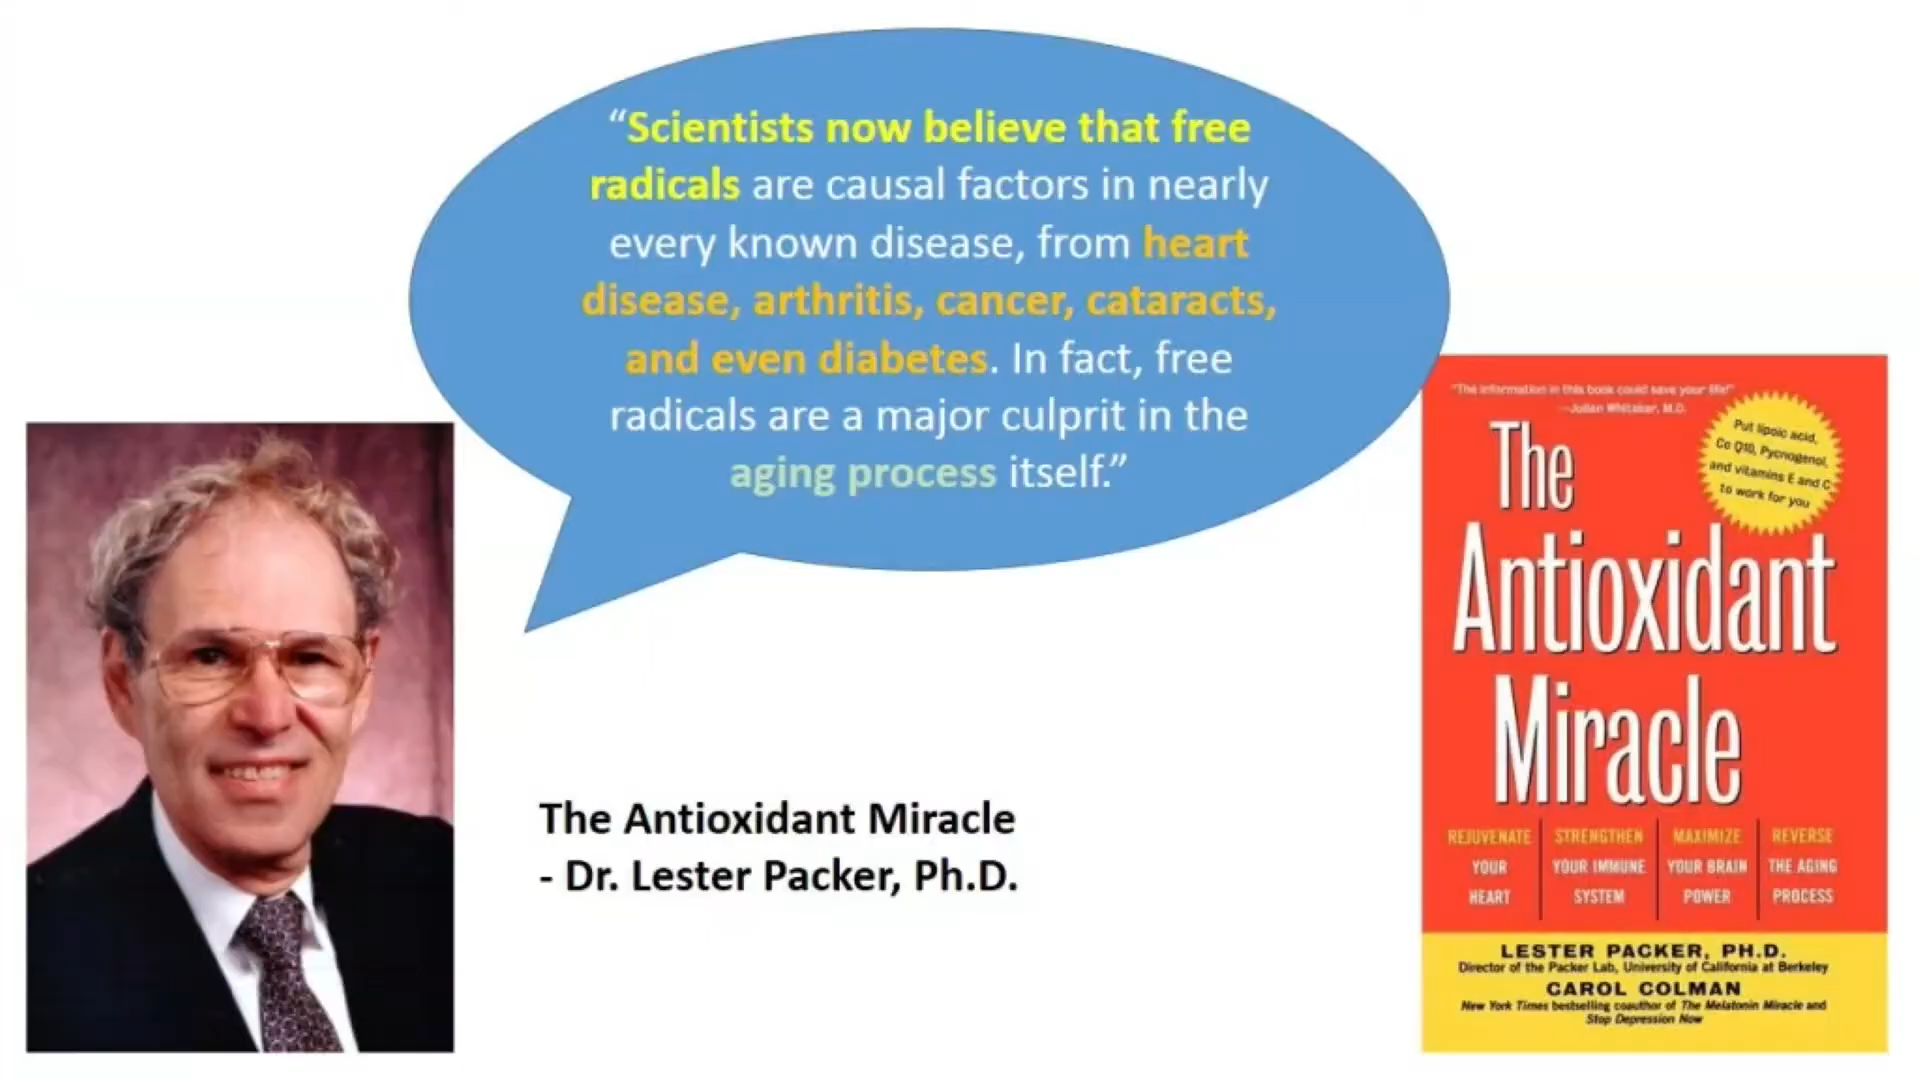 “Scientists now believe that free
radicals are causal factors in nearly
every known disease, from heart
disease, arthritis, cancer, cataracts,
and even diabetes. In fact, free
radicals are a major culprit in the
aging process itself.”
The Antioxidant Miracle
- Dr. Lester Packer, Ph.D.
"The information in this book could save your life!"
—Julian Whitaker, M.D.
Put lipoic acid,
Co Q10, Pycnogenol,
and vitamins E and C
to work for you
The
Antioxidant
Miracle
REJUVENATE
YOUR
HEART
STRENGTHEN
YOUR IMMUNE
SYSTEM
MAXIMIZE
YOUR BRAIN
POWER
REVERSE
THE AGING
PROCESS
LESTER PACKER, PH.D.
Director of the Packer Lab, University of California at Berkeley
CAROL COLMAN
New York Times bestselling coauthor of The Melatonin Miracle and
Stop Depression Now